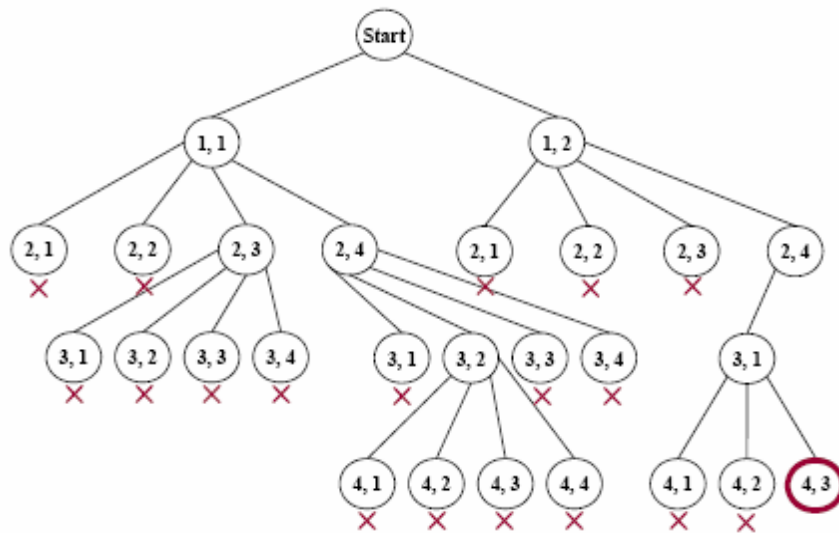 Start
1, 1 1, 2
2, 1 2, 2 2, 3 2, 4 2, 1 2, 2 2, 3 2, 4
3, 1 3, 2 3, 3 3, 4 3, 1 3, 2 3, 3 3, 4 3, 1
4, 1 4, 2 4, 3 4, 4 4, 1 4, 2 4, 3